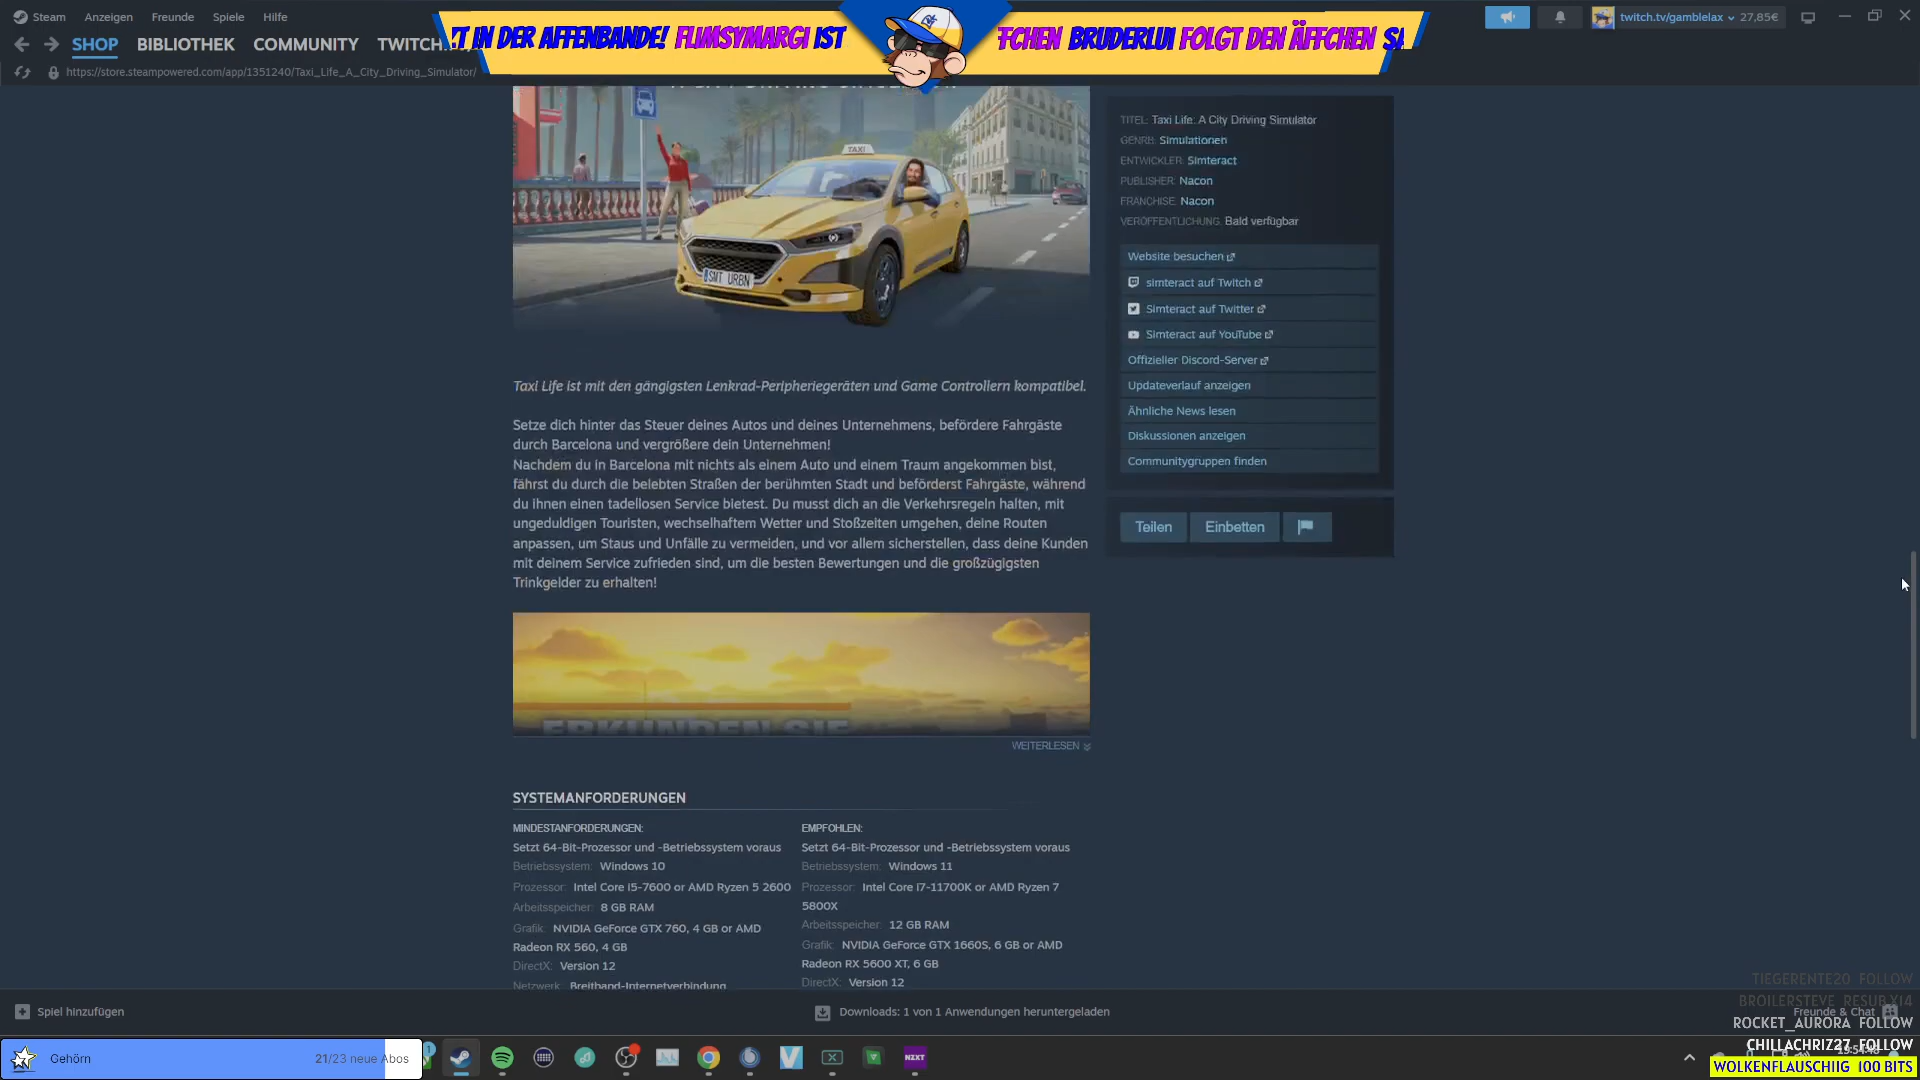 Steam Anzeigen Freunde Spiele Hilfe
T IN DER AFFENBANDE! FLIMSYMARGI IST
FCHEN BRUDERLUI FOLGT DEN ÄFFCHEN
twitch.tv/gamblelax 27,85€
SHOP BIBLIOTHEK COMMUNITY TWITCH
https://store.steampowered.com/app/1351240/Taxi_Life_A_City_Driving_Simulator/
TAXI
SMT URBN
TITEL: Taxi Life: A City Driving Simulator
GENRE: Simulationen
ENTWICKLER: Simteract
PUBLISHER: Nacon
FRANCHISE: Nacon
VERÖFFENTLICHUNG: Bald verfügbar
Website besuchen
simteract auf Twitch
Simteract auf Twitter
Simteract auf YouTube
Offizieller Discord-Server
Updateverlauf anzeigen
Ähnliche News lesen
Diskussionen anzeigen
Communitygruppen finden
Teilen Einbetten
Taxi Life ist mit den gängigsten Lenkrad-Peripheriegeräten und Game Controllern kompatibel.
Setze dich hinter das Steuer deines Autos und deines Unternehmens, befördere Fahrgäste
durch Barcelona und vergrößere dein Unternehmen!
Nachdem du in Barcelona mit nichts als einem Auto und einem Traum angekommen bist,
fährst du durch die belebten Straßen der berühmten Stadt und beförderst Fahrgäste, während
du ihnen einen tadellosen Service bietest. Du musst dich an die Verkehrsregeln halten, mit
ungeduldigen Touristen, wechselhaftem Wetter und Stoßzeiten umgehen, deine Routen
anpassen, um Staus und Unfälle zu vermeiden, und vor allem sicherstellen, dass deine Kunden
mit deinem Service zufrieden sind, um die besten Bewertungen und die großzügigsten
Trinkgelder zu erhalten!
ERKUNDEN SIE
WEITERLESEN
SYSTEMANFORDERUNGEN
MINDESTANFORDERUNGEN:
Setzt 64-Bit-Prozessor und -Betriebssystem voraus
Betriebssystem: Windows 10
Prozessor: Intel Core i5-7600 or AMD Ryzen 5 2600
Arbeitsspeicher: 8 GB RAM
Grafik: NVIDIA GeForce GTX 760, 4 GB or AMD
Radeon RX 560, 4 GB
DirectX: Version 12
Netzwerk: Breitband-Internetverbindung
EMPFOHLEN:
Setzt 64-Bit-Prozessor und -Betriebssystem voraus
Betriebssystem: Windows 11
Prozessor: Intel Core i7-11700K or AMD Ryzen 7
5800X
Arbeitsspeicher: 12 GB RAM
Grafik: NVIDIA GeForce GTX 1660S, 6 GB or AMD
Radeon RX 5600 XT, 6 GB
DirectX: Version 12
Spiel hinzufügen
Downloads: 1 von 1 Anwendungen heruntergeladen
Freunde & Chat
TIEGERENTE20 FOLLOW
BROILERSTEVE RESUB X14
ROCKET_AURORA FOLLOW
CHILLACHRIZ27 FOLLOW
WOLKENFLAUSCHIIG 100 BITS
Gehörn 21/23 neue Abos
NZXT